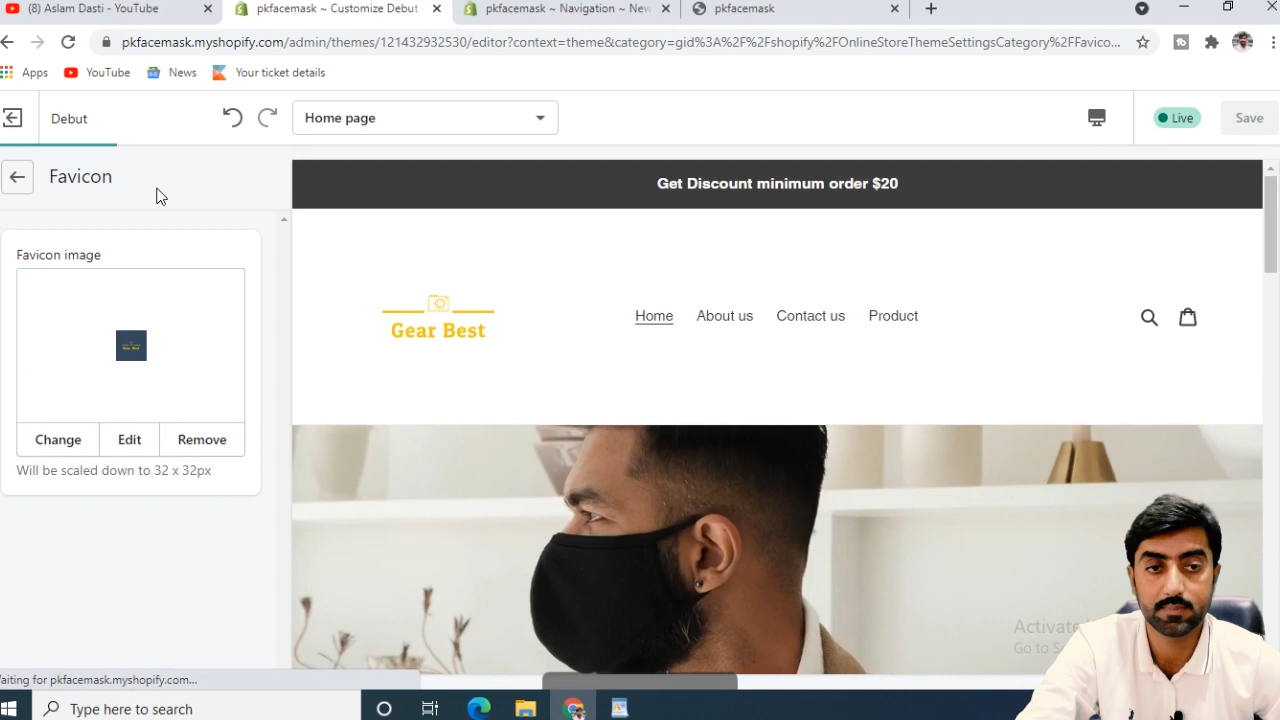 (8) Aslam Dasti - YouTube
pkfacemask ~ Customize Debut
pkfacemask ~ Navigation ~ New
pkfacemask
pkfacemask.myshopify.com/admin/themes/121432932530/editor?context=theme&category=gid%3A%2F%2Fshopify%2FOnlineStoreThemeSettingsCategory%2FFavico...
Apps
YouTube
News
Your ticket details
Debut
Home page
Live
Save
Favicon
Get Discount minimum order $20
Favicon image
Gear Best
Home About us Contact us Product
Gear Best
Change Edit Remove
Will be scaled down to 32 x 32px
Activate
Go to
aiting for pkfacemask.myshopify.com...
Type here to search